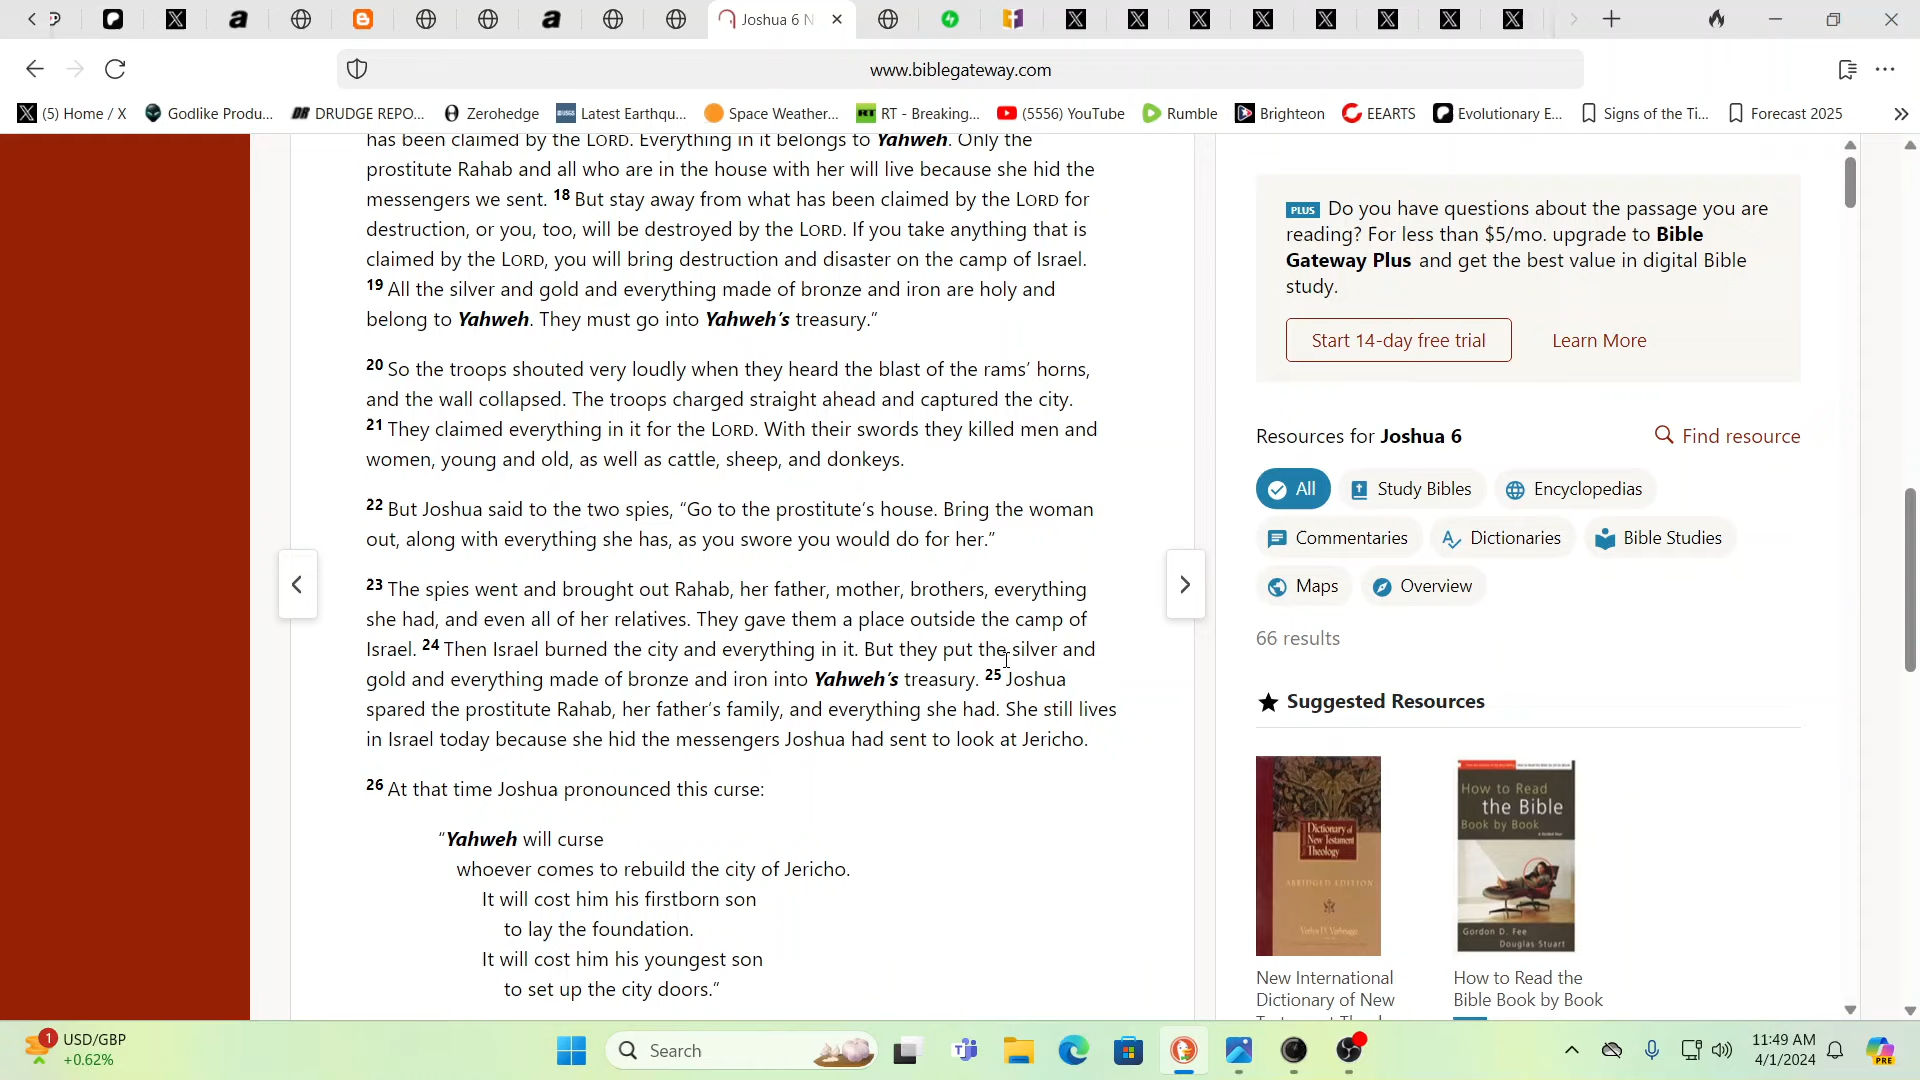 Joshua 6 N
www.biblegateway.com
(5) Home / X
Godlike Produ...
DRUDGE REPO...
Zerohedge
Latest Earthqu...
Space Weather...
RT - Breaking...
(5556) YouTube
Rumble
Brighteon
EEARTS
Evolutionary E...
Signs of the Ti...
Forecast 2025
has been claimed by the LORD. Everything in it belongs to Yahweh. Only the
prostitute Rahab and all who are in the house with her will live because she hid the
messengers we sent. 18 But stay away from what has been claimed by the LORD for
destruction, or you, too, will be destroyed by the LORD. If you take anything that is
claimed by the LORD, you will bring destruction and disaster on the camp of Israel.
19 All the silver and gold and everything made of bronze and iron are holy and
belong to Yahweh. They must go into Yahweh’s treasury.”
20 So the troops shouted very loudly when they heard the blast of the rams’ horns,
and the wall collapsed. The troops charged straight ahead and captured the city.
21 They claimed everything in it for the LORD. With their swords they killed men and
women, young and old, as well as cattle, sheep, and donkeys.
22 But Joshua said to the two spies, “Go to the prostitute’s house. Bring the woman
out, along with everything she has, as you swore you would do for her.”
23 The spies went and brought out Rahab, her father, mother, brothers, everything
she had, and even all of her relatives. They gave them a place outside the camp of
Israel. 24 Then Israel burned the city and everything in it. But they put the silver and
gold and everything made of bronze and iron into Yahweh’s treasury. 25 Joshua
spared the prostitute Rahab, her father’s family, and everything she had. She still lives
in Israel today because she hid the messengers Joshua had sent to look at Jericho.
26 At that time Joshua pronounced this curse:
“Yahweh will curse
whoever comes to rebuild the city of Jericho.
It will cost him his firstborn son
to lay the foundation.
It will cost him his youngest son
to set up the city doors.”
PLUS Do you have questions about the passage you are
reading? For less than $5/mo. upgrade to Bible
Gateway Plus and get the best value in digital Bible
study.
Start 14-day free trial
Learn More
Resources for Joshua 6
Find resource
All
Study Bibles
Encyclopedias
Commentaries
Dictionaries
Bible Studies
Maps
Overview
66 results
Suggested Resources
Dictionary of
New Testament
Theology
ABRIDGED EDITION
How to Read
the Bible
Book by Book
Gordon D. Fee
Douglas Stuart
New International
Dictionary of New
How to Read the
Bible Book by Book
1
USD/GBP
+0.62%
Search
11:49 AM
4/1/2024
PRE